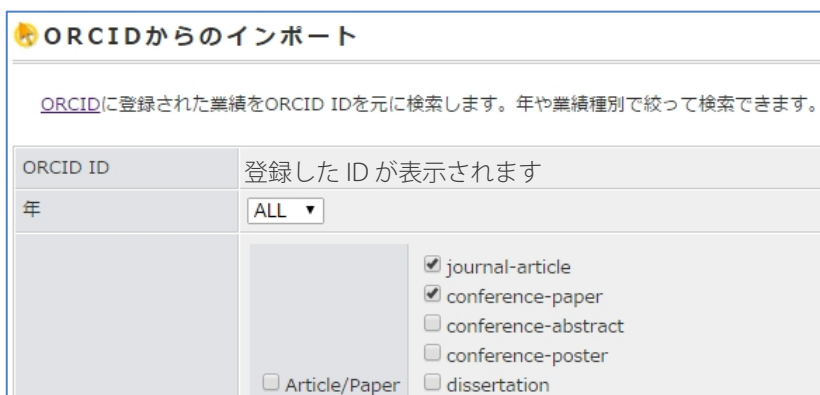 ORCIDからのインポート
ORCIDに登録された業績をORCID IDを元に検索します。年や業績種別で絞って検索できます。
ORCID ID 登録した ID が表示されます
年 ALL ▼
journal-article
conference-paper
conference-abstract
conference-poster
Article/Paper dissertation